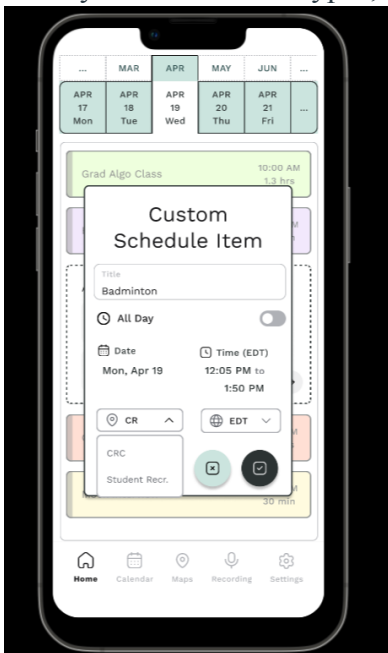 ... MAR APR MAY JUN ...
APR APR APR APR APR
17 18 19 20 21 ...
Mon Tue Wed Thu Fri
10:00 AM
Grad Algo Class
1.3 hrs
Custom
Schedule Item
Title
Badminton
All Day
Date Time (EDT)
Mon, Apr 19 12:05 PM to
1:50 PM
CR EDT
CRC
Student Recr.
30 min
Home Calendar Maps Recording Settings